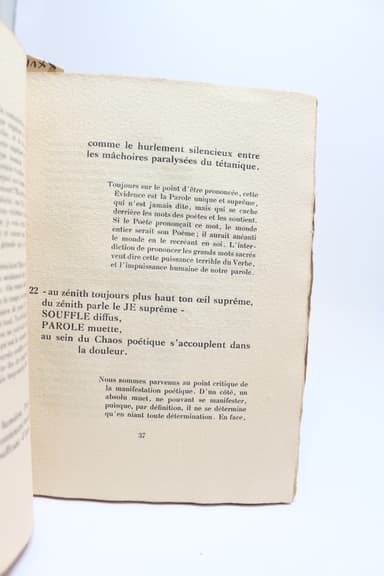 comme le hurlement silencieux entre
les mâchoires paralysées du tétanique.
Toujours sur le point d'être prononcée, cette
Évidence est la Parole unique et suprême,
qui n'est jamais dite, mais qui se cache
derrière les mots des poètes et les soutient.
Si le Poète prononçait ce mot, le monde
entier serait son Poème ; il aurait anéanti
le monde en le recréant en soi. L'inter-
diction de prononcer les grands mots sacrés
veut dire cette puissance terrible du Verbe,
et l'impuissance humaine de notre parole.
22 - au zénith toujours plus haut ton œil suprême,
du zénith parle le JE suprême -
SOUFFLE diffus,
PAROLE muette,
au sein du Chaos poétique s'accouplent dans
la douleur.
Nous sommes parvenus au point critique de
la manifestation poétique. D'un côté, un
absolu muet, ne pouvant se manifester,
puisque, par définition, il ne se détermine
qu'en niant toute détermination. En face,
37